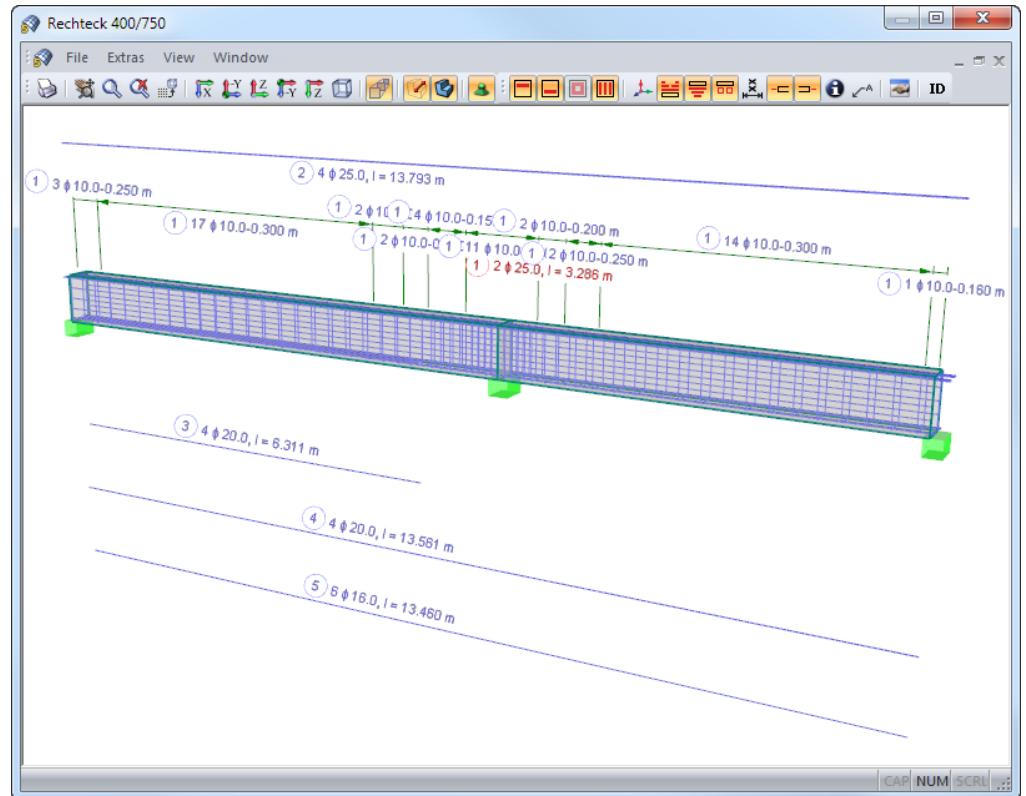 Rechteck 400/750
File Extras View Window
ID
2 4 ϕ 25.0, l = 13.793 m
1 3 ϕ 10.0-0.250 m
1 17 ϕ 10.0-0.300 m
1 2 ϕ 1 4 ϕ 10.0-0.15 1 2 ϕ 10.0-0.200 m
1 2 ϕ 10.0-0 1 11 ϕ 10.0 1 2 ϕ 10.0-0.250 m
1 2 ϕ 25.0, l = 3.286 m
1 14 ϕ 10.0-0.300 m
1 1 ϕ 10.0-0.160 m
3 4 ϕ 20.0, l = 6.311 m
4 4 ϕ 20.0, l = 13.561 m
5 6 ϕ 16.0, l = 13.460 m
CAP NUM SCRL